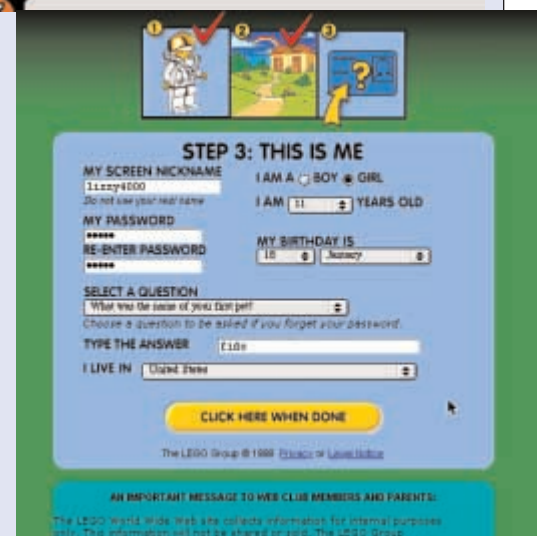 1 2 3
?
STEP 3: THIS IS ME
MY SCREEN NICKNAME
lizzy4000
Do not use your real name
I AM A BOY GIRL
I AM 11 YEARS OLD
MY PASSWORD
•••••
RE-ENTER PASSWORD
•••••
MY BIRTHDAY IS
January
SELECT A QUESTION
What was the name of your first pet?
Choose a question to be asked if you forget your password.
TYPE THE ANSWER fido
I LIVE IN United States
CLICK HERE WHEN DONE
The LEGO Group © 1998 Privacy or Legal Notice
AN IMPORTANT MESSAGE TO WEB CLUB MEMBERS AND PARENTS:
The LEGO World Wide Web site collects information for internal purposes
only. This information will not be shared or sold. The LEGO Group